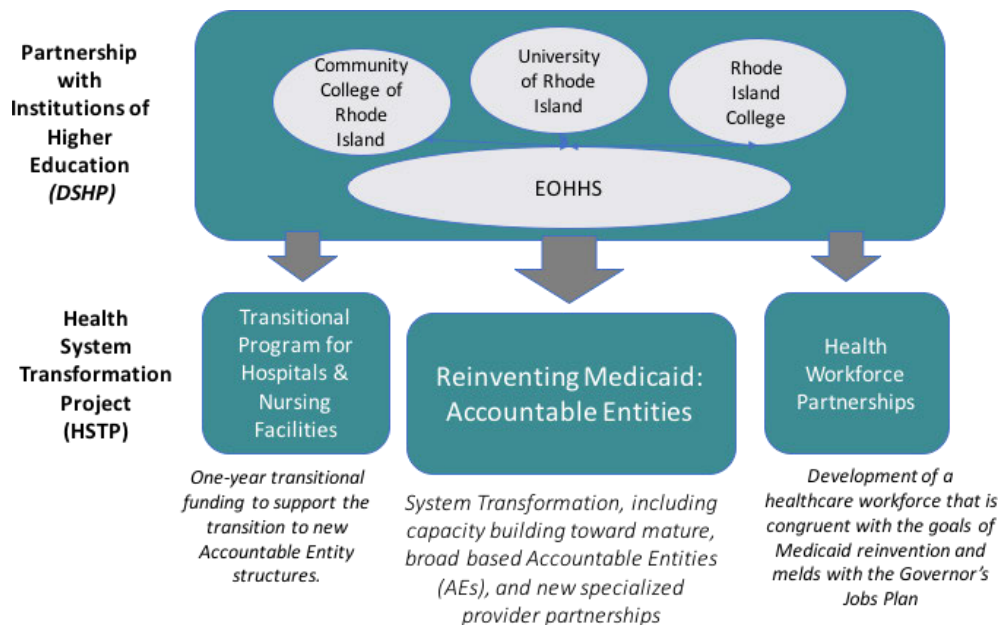 Partnership
with
Institutions of
Higher
Education
(DSHP)
Community
College of
Rhode
Island
University
of Rhode
Island
Rhode
Island
College
EOHHS
Health
System
Transformation
Project
(HSTP)
Transitional
Program for
Hospitals &
Nursing
Facilities
Reinventing Medicaid:
Accountable Entities
Health
Workforce
Partnerships
One-year transitional
funding to support the
transition to new
Accountable Entity
structures.
System Transformation, including
capacity building toward mature,
broad based Accountable Entities
(AEs), and new specialized
provider partnerships
Development of a
healthcare workforce that is
congruent with the goals of
Medicaid reinvention and
melds with the Governor's
Jobs Plan